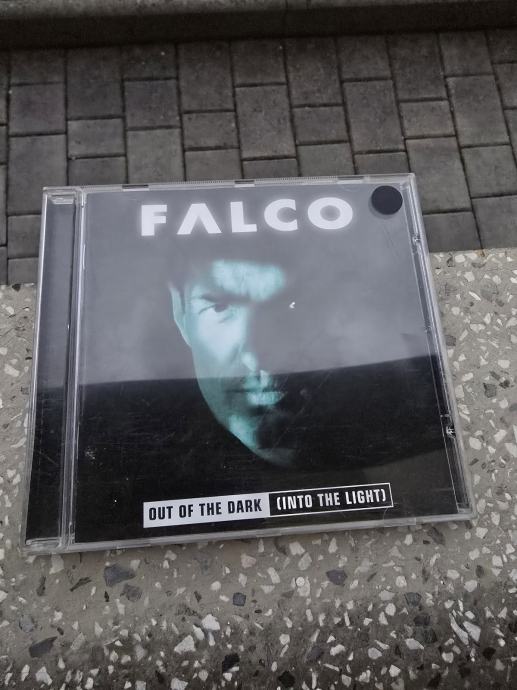 FALCO
OUT OF THE DARK (INTO THE LIGHT)